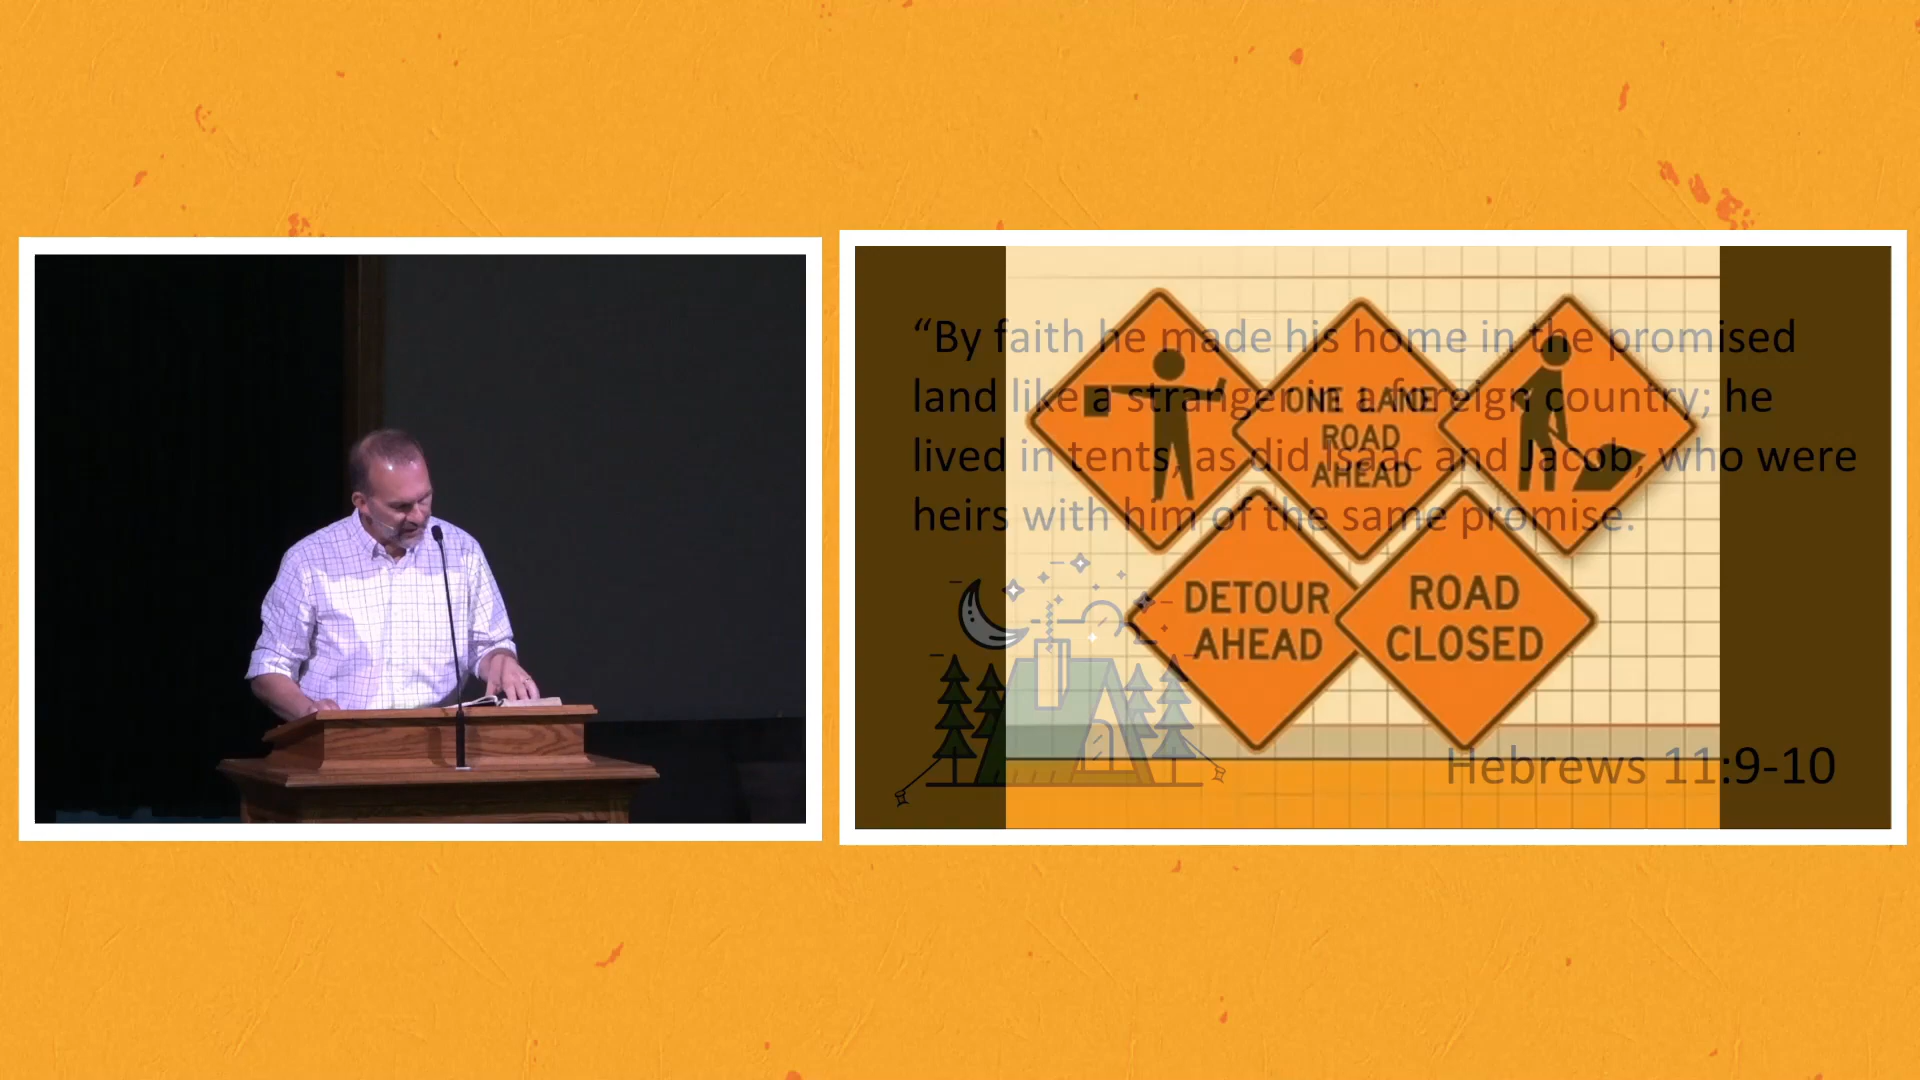 “By faith he made his home in the promised
land like a stranger in a foreign country; he
lived in tents, as did Isaac and Jacob, who were
heirs with him of the same promise.
Hebrews 11:9-10
ONE LANE
ROAD
AHEAD
DETOUR
AHEAD
ROAD
CLOSED